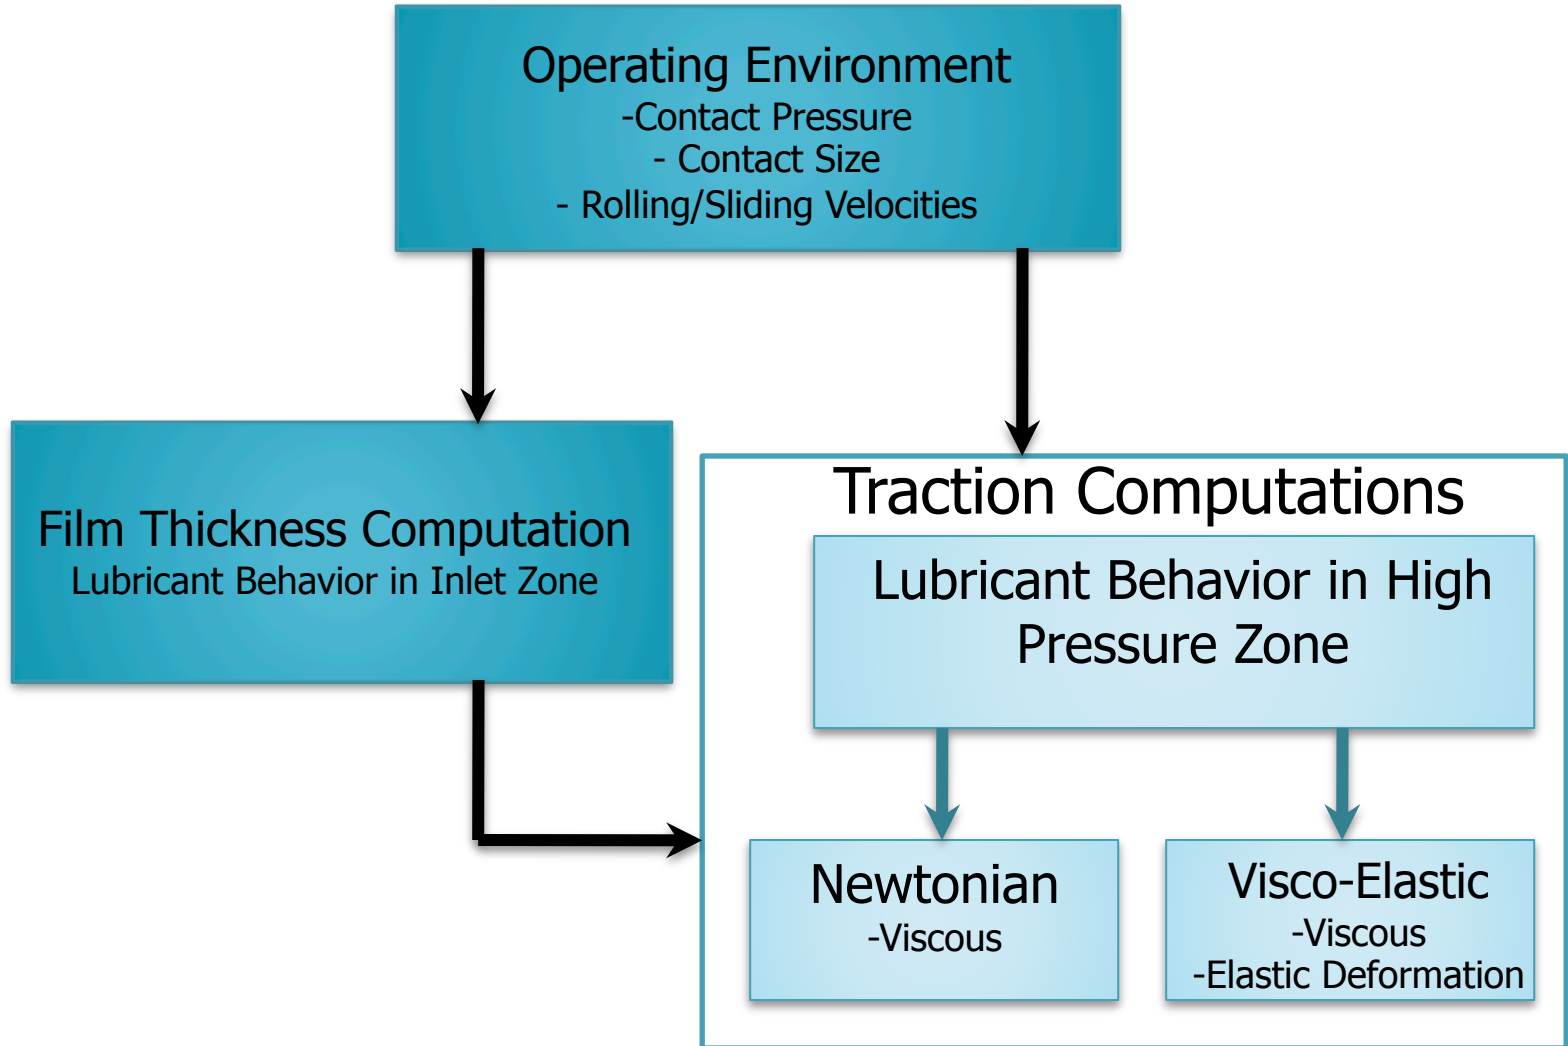 Operating Environment
-Contact Pressure
- Contact Size
- Rolling/Sliding Velocities
Film Thickness Computation
Lubricant Behavior in Inlet Zone
Traction Computations
Lubricant Behavior in High
Pressure Zone
Newtonian
-Viscous
Visco-Elastic
-Viscous
-Elastic Deformation